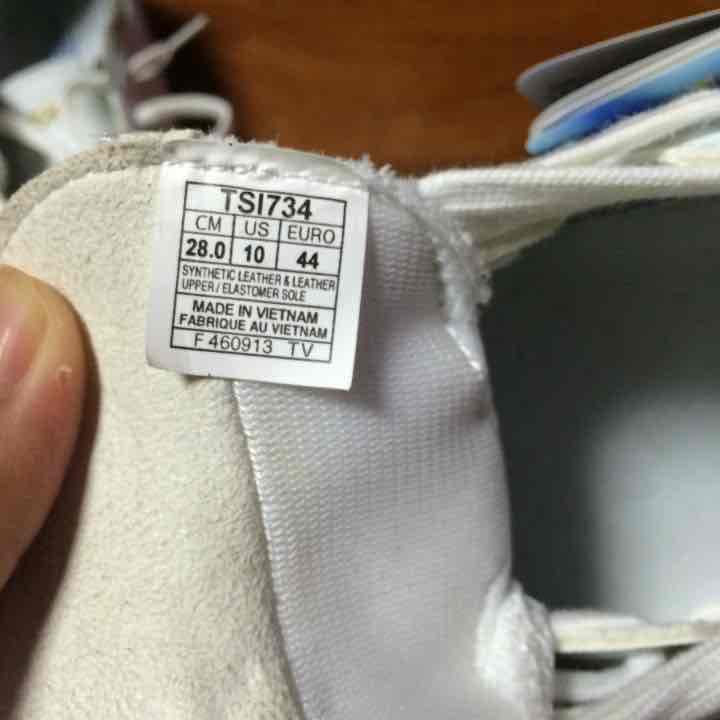 TSI734
CM US EURO
28.0 10 44
SYNTHETIC LEATHER & LEATHER
UPPER / ELASTOMER SOLE
MADE IN VIETNAM
FABRIQUE AU VIETNAM
F 460913 TV